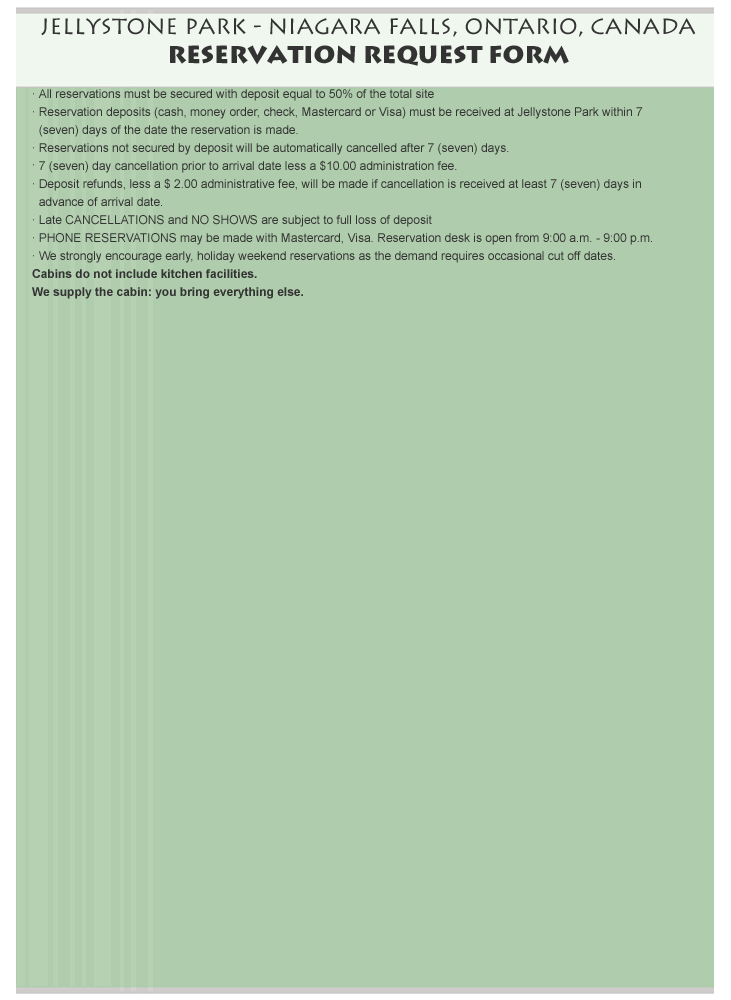 JELLYSTONE PARK - NIAGARA FALLS, ONTARIO, CANADA
RESERVATION REQUEST FORM
· All reservations must be secured with deposit equal to 50% of the total site
· Reservation deposits (cash, money order, check, Mastercard or Visa) must be received at Jellystone Park within 7
(seven) days of the date the reservation is made.
· Reservations not secured by deposit will be automatically cancelled after 7 (seven) days.
· 7 (seven) day cancellation prior to arrival date less a $10.00 administration fee.
· Deposit refunds, less a $ 2.00 administrative fee, will be made if cancellation is received at least 7 (seven) days in
advance of arrival date.
· Late CANCELLATIONS and NO SHOWS are subject to full loss of deposit
· PHONE RESERVATIONS may be made with Mastercard, Visa. Reservation desk is open from 9:00 a.m. - 9:00 p.m.
· We strongly encourage early, holiday weekend reservations as the demand requires occasional cut off dates.
Cabins do not include kitchen facilities.
We supply the cabin: you bring everything else.